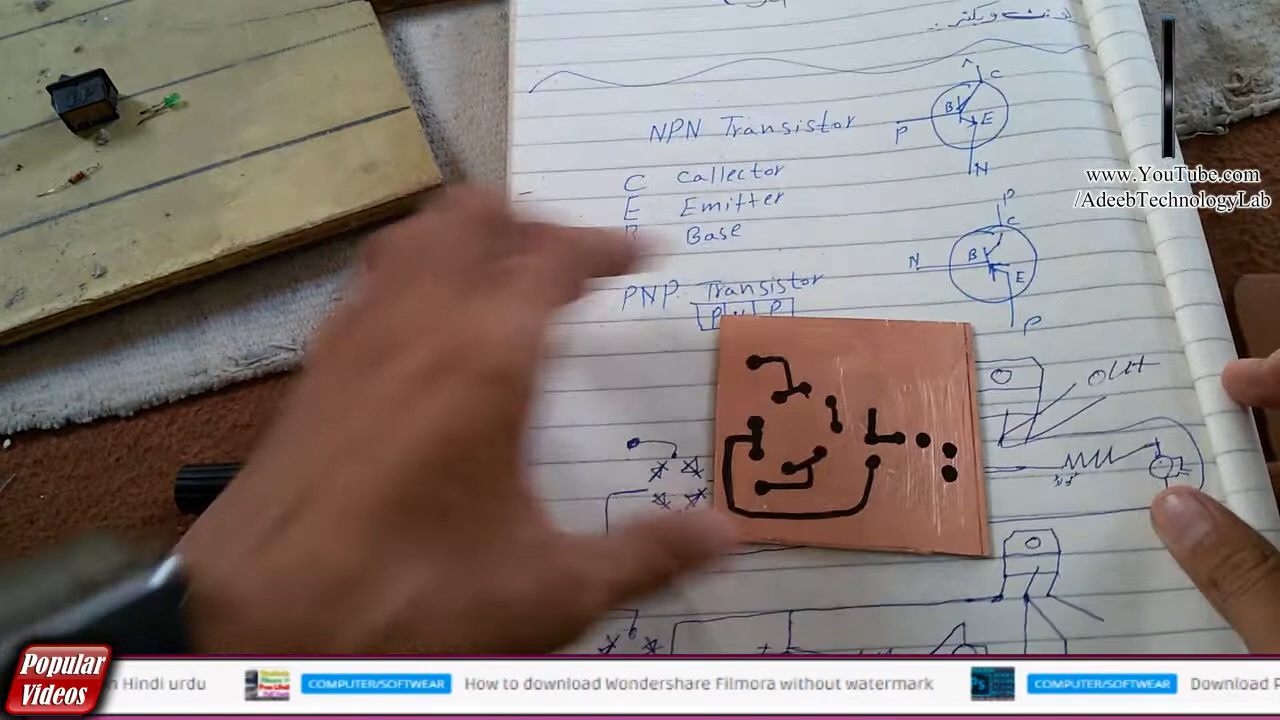 NPN Transistor
C
C
B
E
P
N
C Callector
E Emitter
B Base
P
C
N
B
E
PNP Transistor
P N P
P
OUT
www.YouTube.com
/AdeebTechnologyLab
Popular
Videos
n Hindi urdu
COMPUTER/SOFTWEAR
How to download Wondershare Filmora without watermark
COMPUTER/SOFTWEAR
Download P